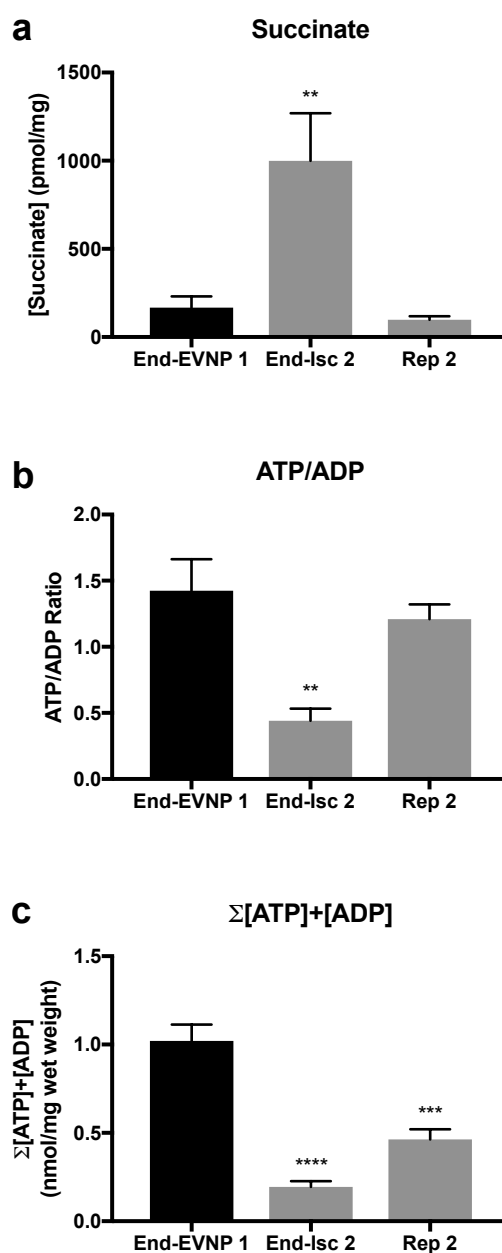 a
Succinate
[Succinate] (pmol/mg)
1500
1000
500
0
**
End-EVNP 1
End-Isc 2
Rep 2
b
ATP/ADP
ATP/ADP Ratio
2.0
1.5
1.0
0.5
0.0
**
End-EVNP 1
End-Isc 2
Rep 2
c
Σ[ATP]+[ADP]
Σ[ATP]+[ADP]
(nmol/mg wet weight)
1.5
1.0
0.5
0.0
****
***
End-EVNP 1
End-Isc 2
Rep 2